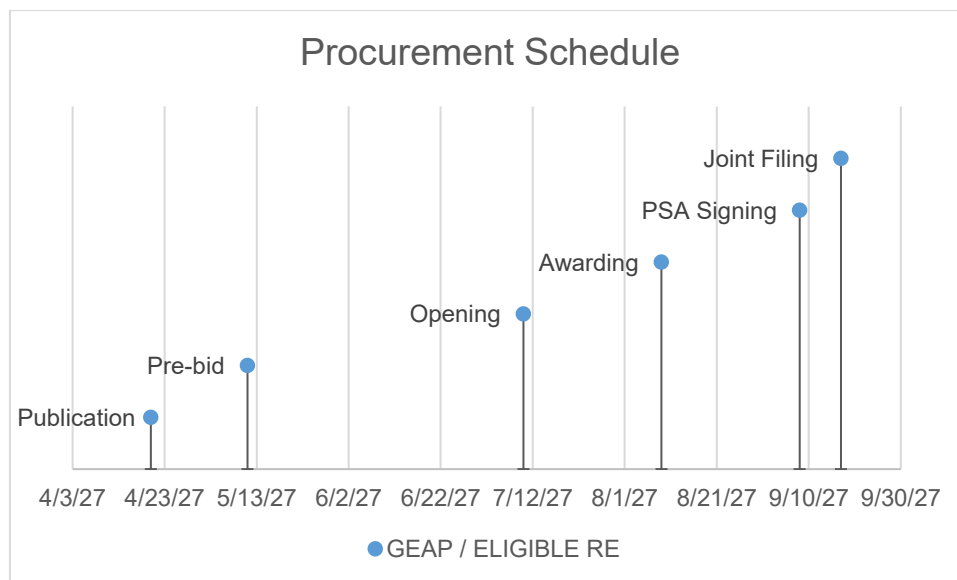 Procurement Schedule
Joint Filing
PSA Signing
Awarding
Opening
Pre-bid
Publication
4/3/27 4/23/27 5/13/27 6/2/27 6/22/27 7/12/27 8/1/27 8/21/27 9/10/27 9/30/27
GEAP / ELIGIBLE RE